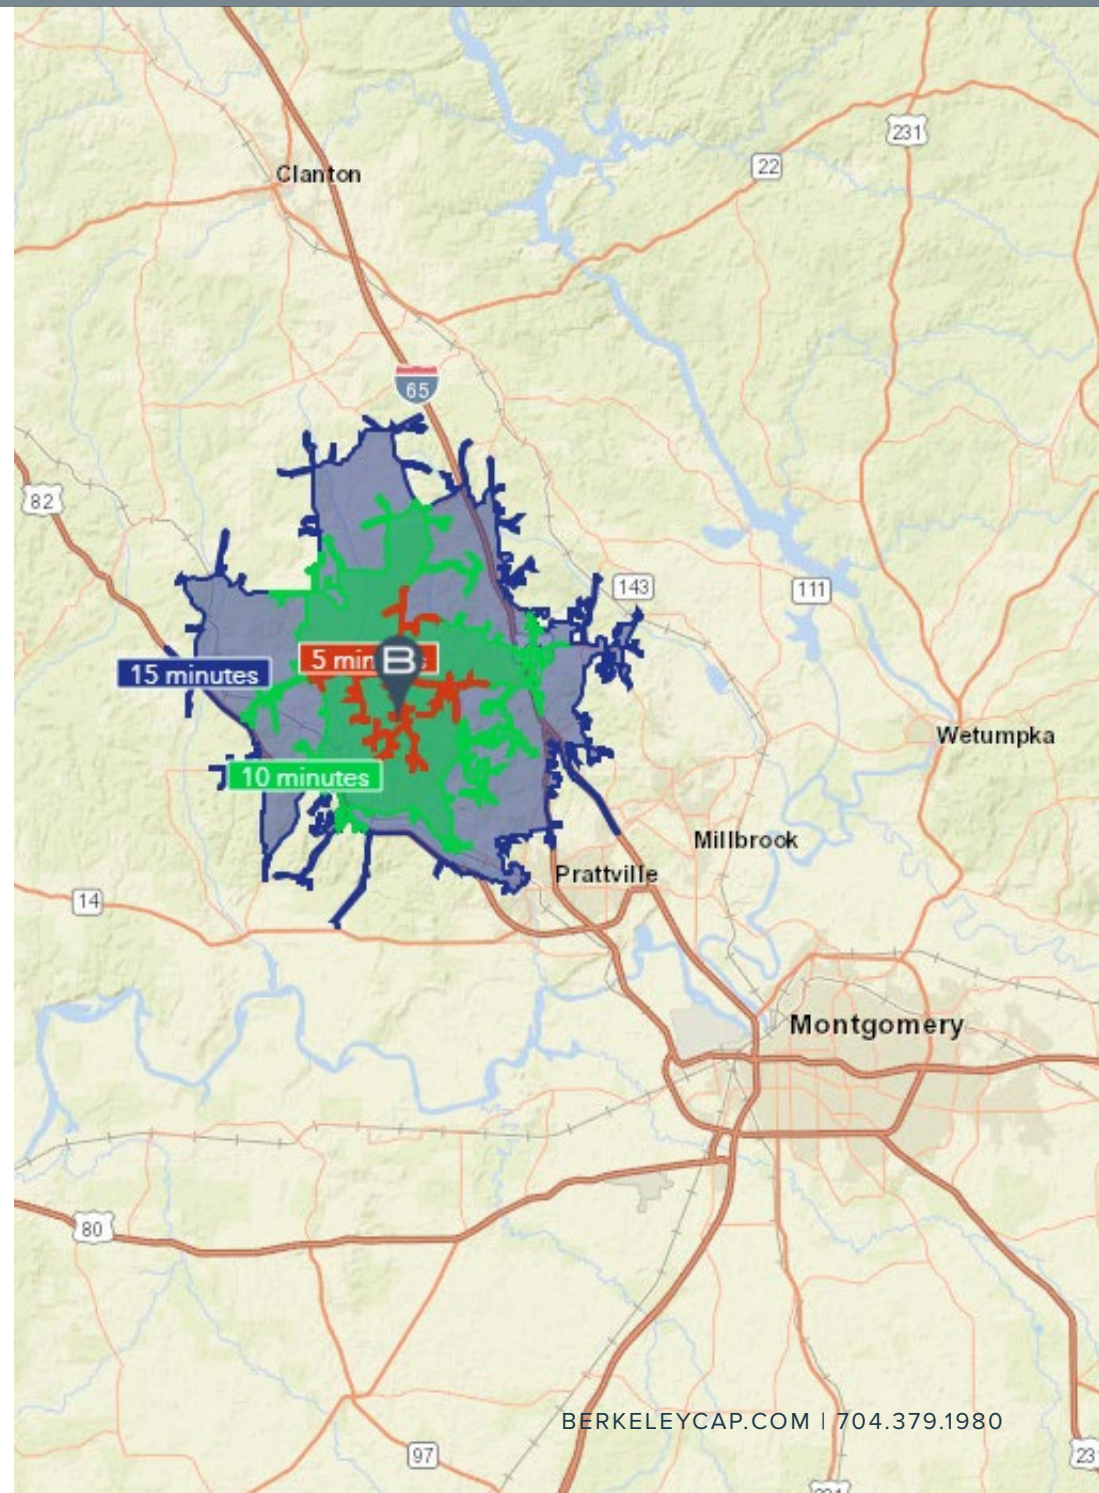 231
22
Clanton
65
82
143
111
5 min
B
15 minutes
Wetumpka
10 minutes
Millbrook
Prattville
14
Montgomery
80
BERKELEYCAP.COM | 704.379.1980
97